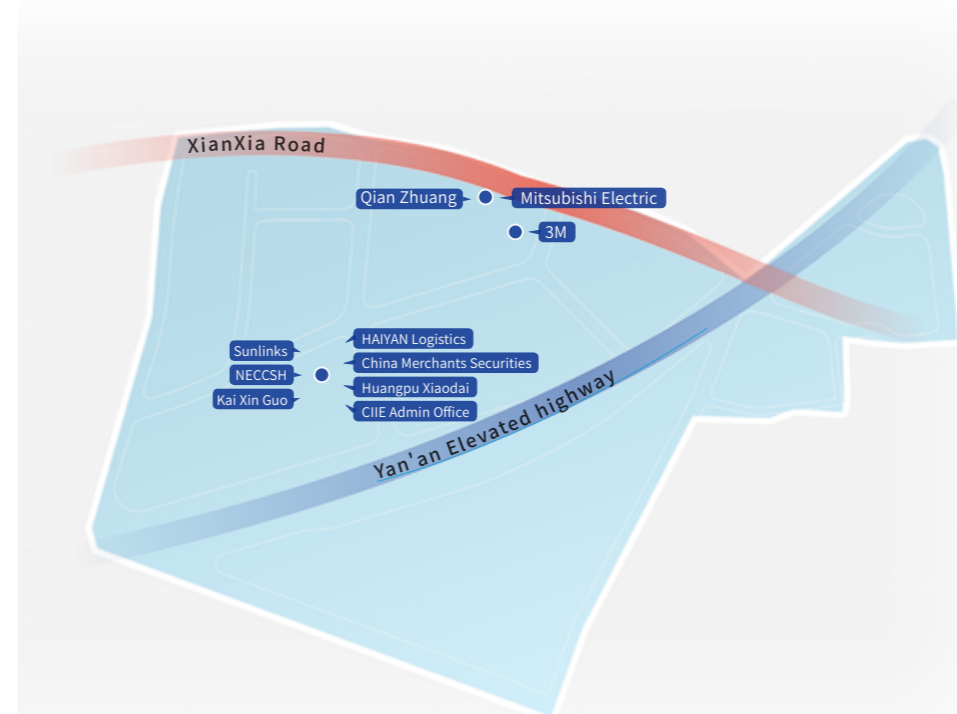 XianXia Road
Qian Zhuang
Mitsubishi Electric
3M
HAIYAN Logistics
Sunlinks
China Merchants Securities
NECCSH
Huangpu Xiaodai
Kai Xin Guo
CIIE Admin Office
Yan'an Elevated highway